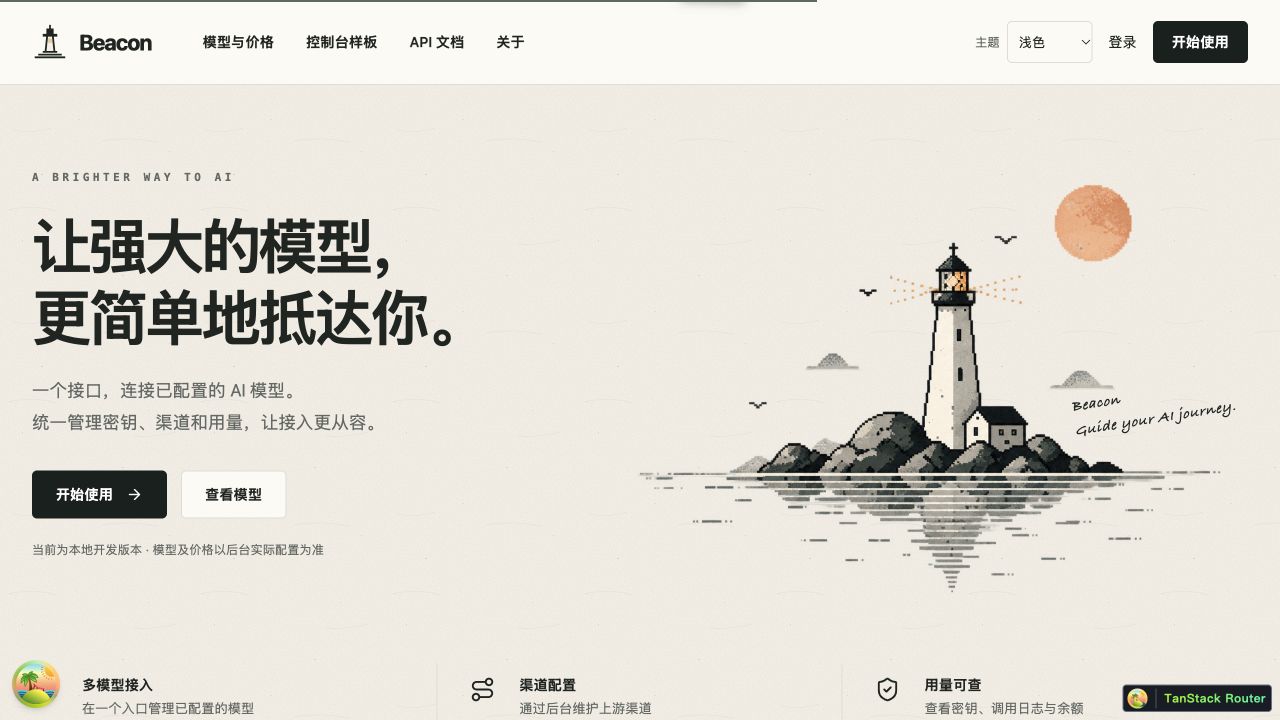 Beacon
模型与价格
控制台样板
API 文档
关于
主题
浅色
登录
开始使用
A BRIGHTER WAY TO AI
让强大的模型，
更简单地抵达你。
一个接口，连接已配置的 AI 模型。
统一管理密钥、渠道和用量，让接入更从容。
开始使用
查看模型
当前为本地开发版本 · 模型及价格以后台实际配置为准
Beacon
Guide your AI journey.
多模型接入
在一个入口管理已配置的模型
渠道配置
通过后台维护上游渠道
用量可查
查看密钥、调用日志与余额
TanStack Router